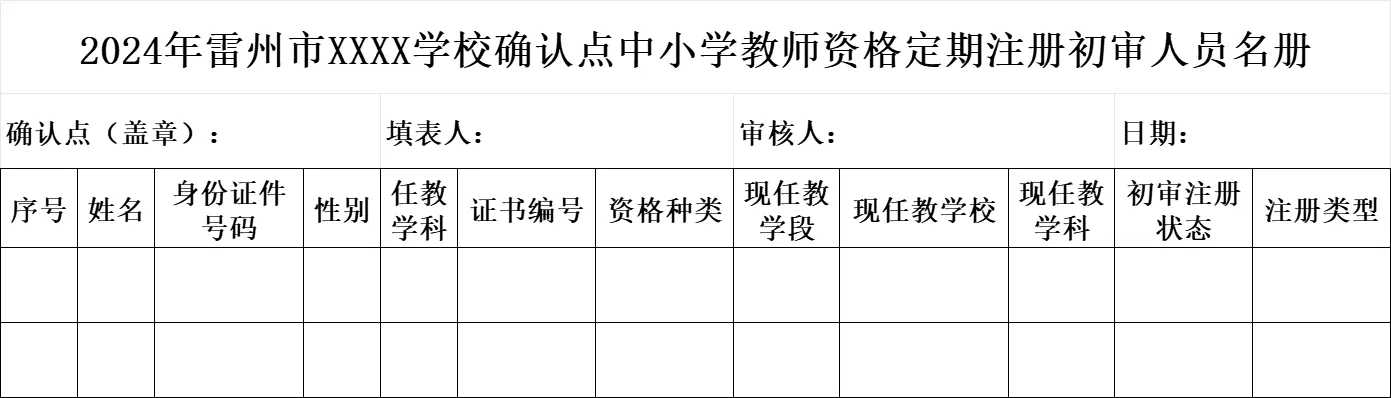 2024年雷州市XXXX学校确认点中小学教师资格定期注册初审人员名册
确认点（盖章）： 填表人： 审核人： 日期：
序号 姓名 身份证件号码 性别 任教学科 证书编号 资格种类 现任教学段 现任教学校 现任教学科 初审注册状态 注册类型